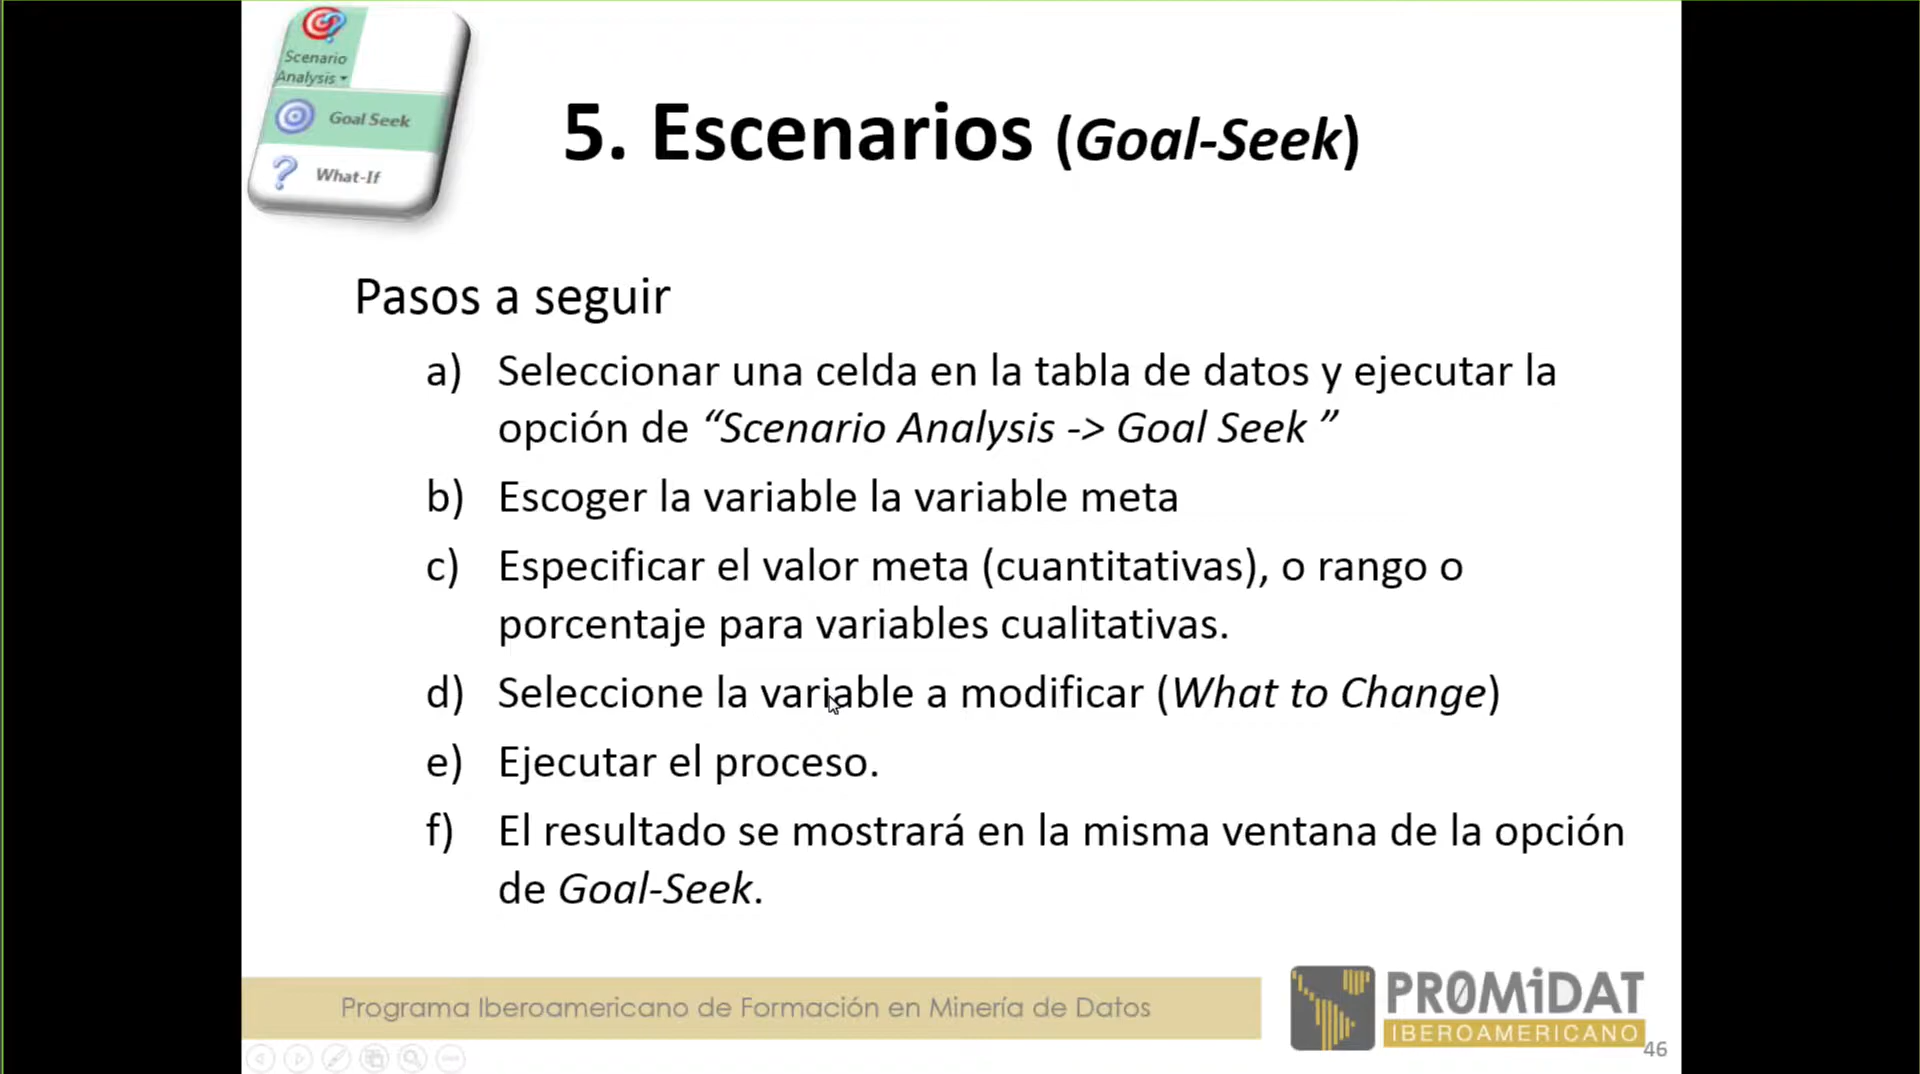 Scenario
Analysis
Goal Seek
What-If
5. Escenarios (Goal-Seek)
Pasos a seguir
a) Seleccionar una celda en la tabla de datos y ejecutar la
opción de “Scenario Analysis -> Goal Seek ”
b) Escoger la variable la variable meta
c) Especificar el valor meta (cuantitativas), o rango o
porcentaje para variables cualitativas.
d) Seleccione la variable a modificar (What to Change)
e) Ejecutar el proceso.
f) El resultado se mostrará en la misma ventana de la opción
de Goal-Seek.
Programa Iberoamericano de Formación en Minería de Datos
PR0MiDAT
IBEROAMERICANO
46